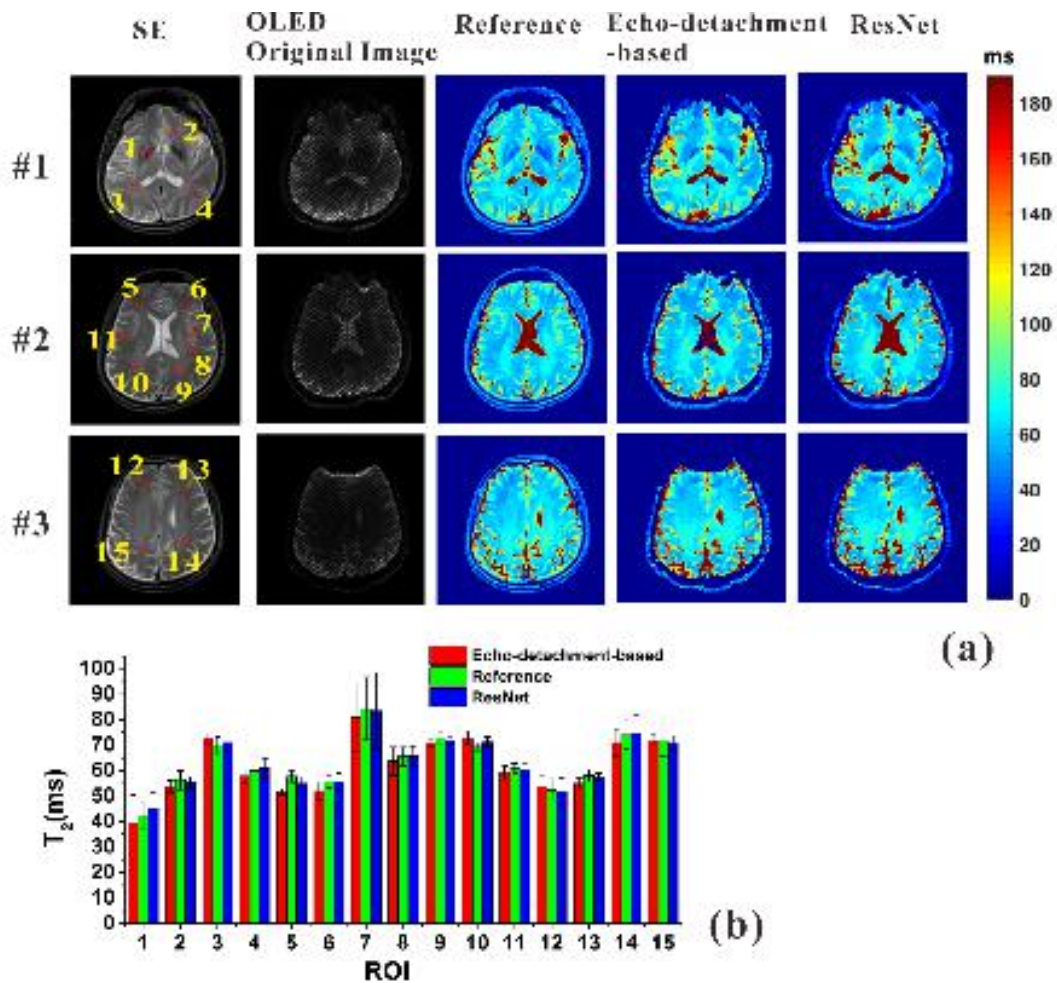 SE
OLED
Original Image
Reference
Echo-detachment
-based
ResNet
ms
#1
1
2
3
4
180
160
140
120
100
80
60
40
20
0
#2
5
6
7
8
9
10
11
#3
12
13
14
15
(a)
Echo-detachment-based
Reference
ResNet
T2(ms)
100
90
80
70
60
50
40
30
20
10
0
1 2 3 4 5 6 7 8 9 10 11 12 13 14 15
ROI
(b)